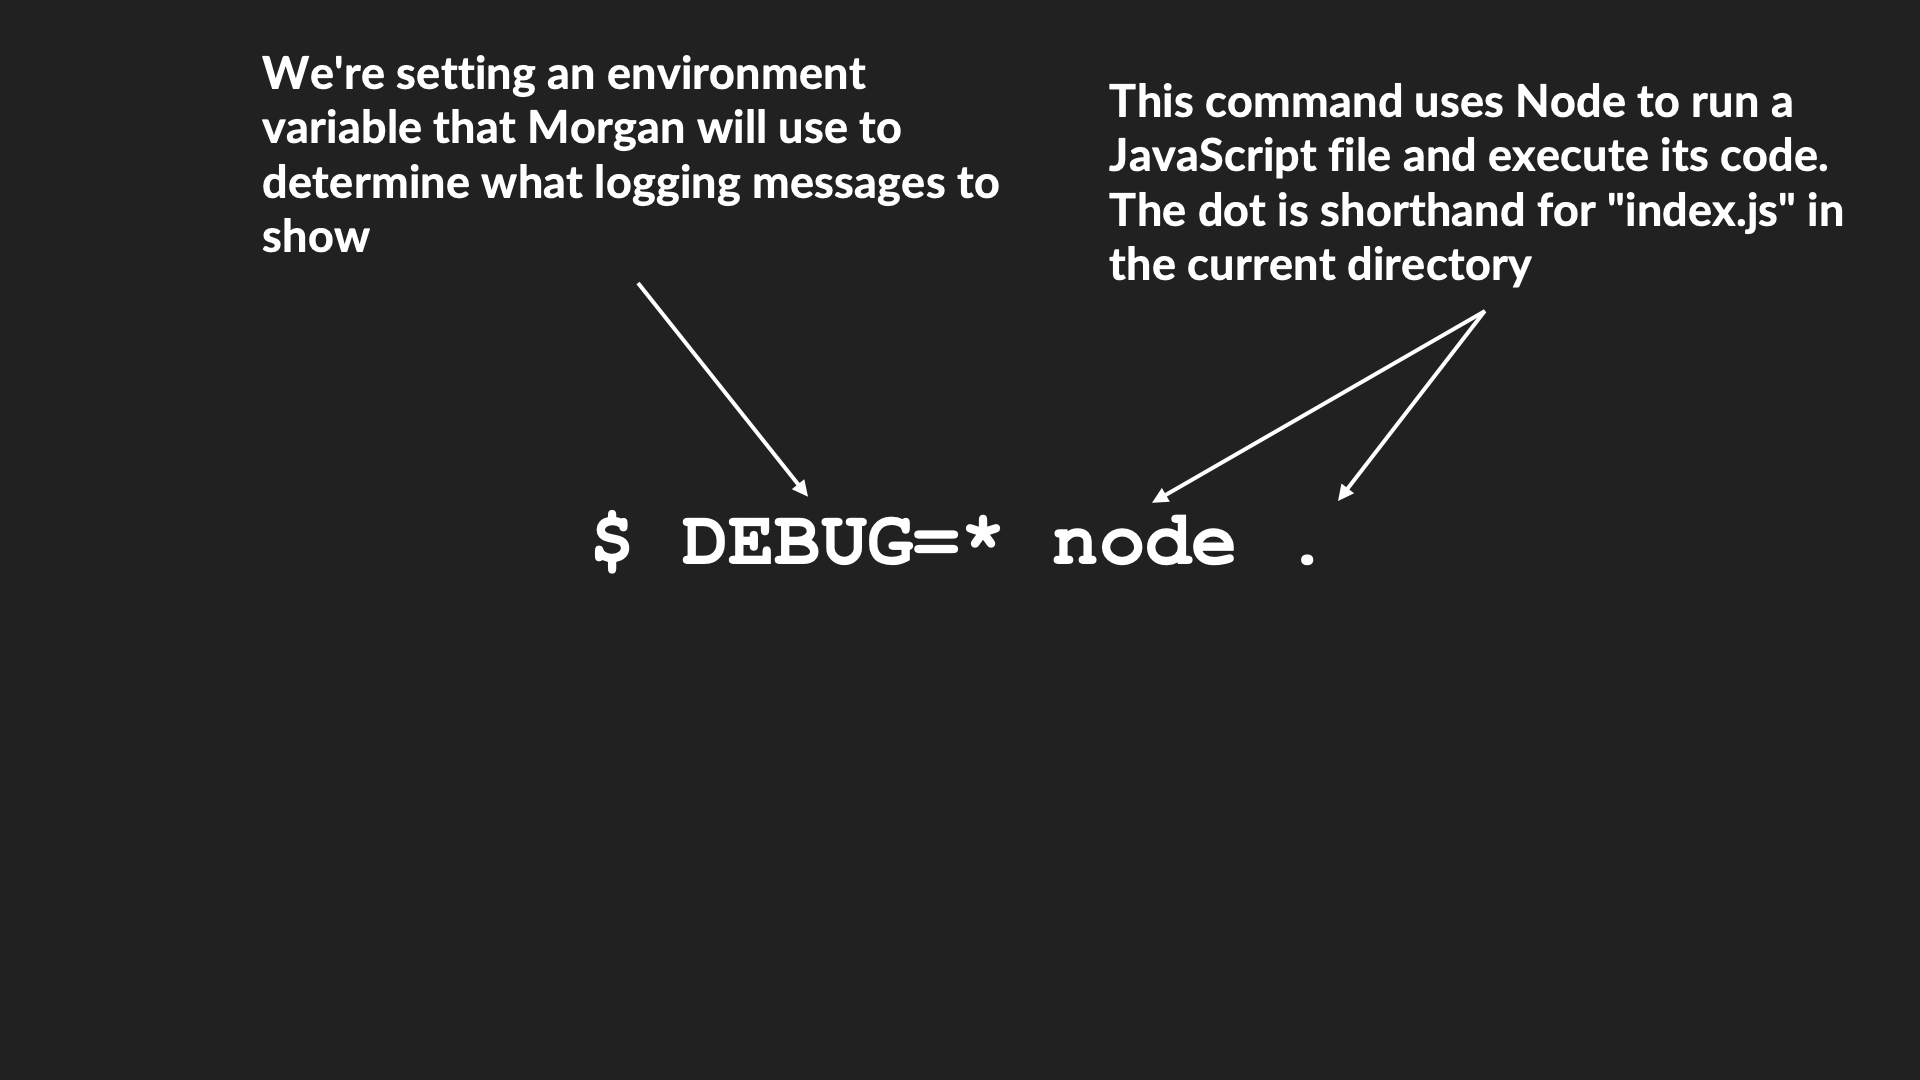 We're setting an environment
variable that Morgan will use to
determine what logging messages to
show
This command uses Node to run a
JavaScript file and execute its code.
The dot is shorthand for "index.js" in
the current directory
$ DEBUG=* node .